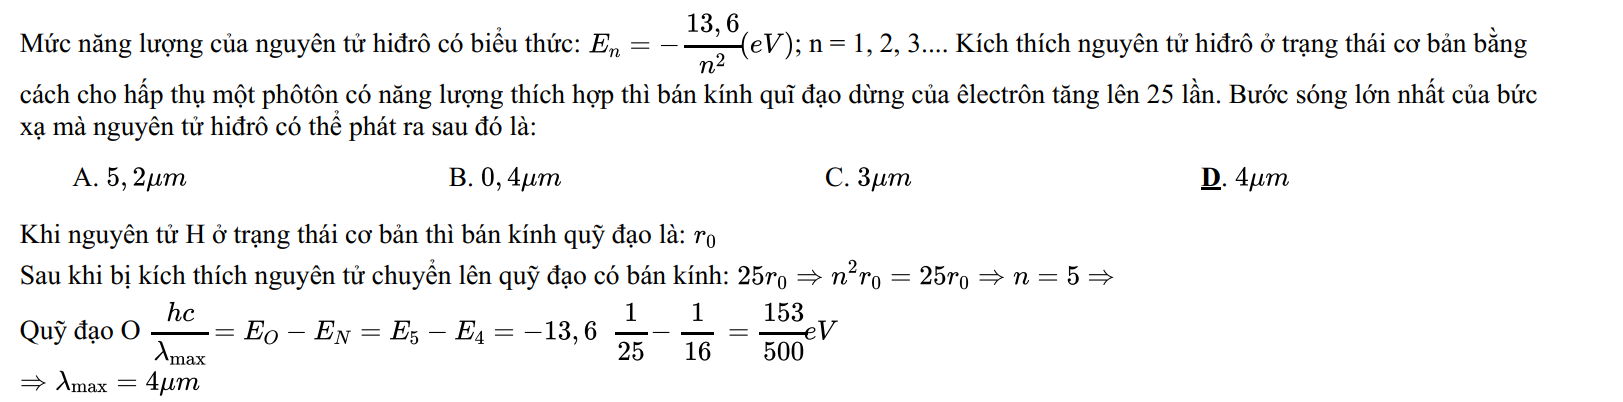 Mức năng lượng của nguyên tử hiđrô có biểu thức: $E_n = -\frac{13,6}{n^2}(eV)$; n = 1, 2, 3.... Kích thích nguyên tử hiđrô ở trạng thái cơ bản bằng
cách cho hấp thụ một phôtôn có năng lượng thích hợp thì bán kính quĩ đạo dừng của êlectrôn tăng lên 25 lần. Bước sóng lớn nhất của bức
xạ mà nguyên tử hiđrô có thể phát ra sau đó là:
A. $5,2\mu m$ B. $0,4\mu m$ C. $3\mu m$ D. $4\mu m$
Khi nguyên tử H ở trạng thái cơ bản thì bán kính quỹ đạo là: $r_0$
Sau khi bị kích thích nguyên tử chuyển lên quỹ đạo có bán kính: $25r_0 \Rightarrow n^2r_0 = 25r_0 \Rightarrow n = 5 \Rightarrow$
Quỹ đạo O $\frac{hc}{\lambda_{\max}} = E_O - E_N = E_5 - E_4 = -13,6 \; \frac{1}{25} - \frac{1}{16} = \frac{153}{500}eV$
$\Rightarrow \lambda_{\max} = 4\mu m$